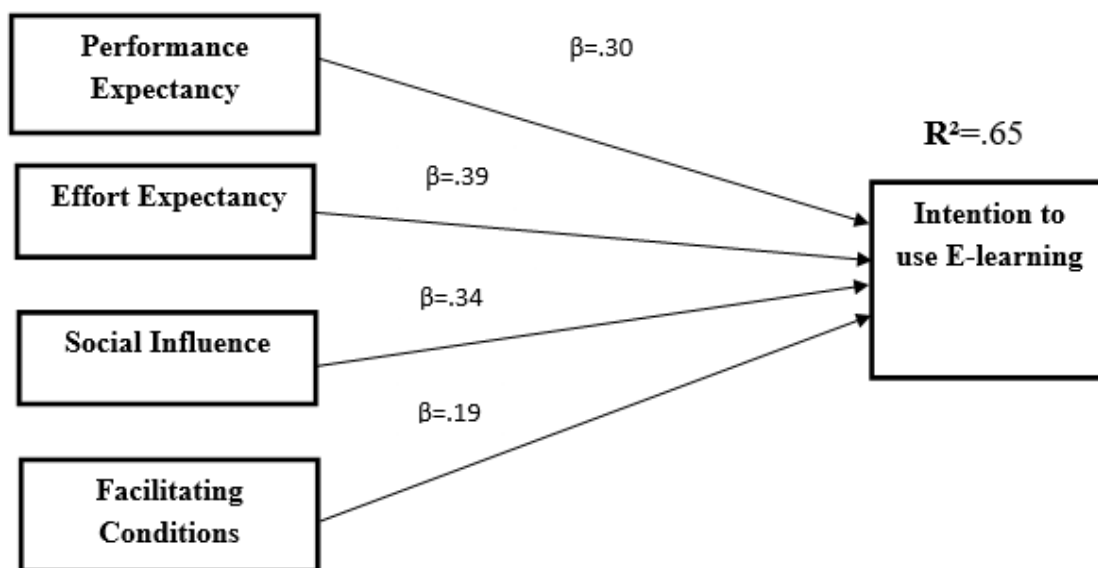 Performance
Expectancy
β=.30
R²=.65
Effort Expectancy
β=.39
Intention to
use E-learning
Social Influence
β=.34
Facilitating
Conditions
β=.19